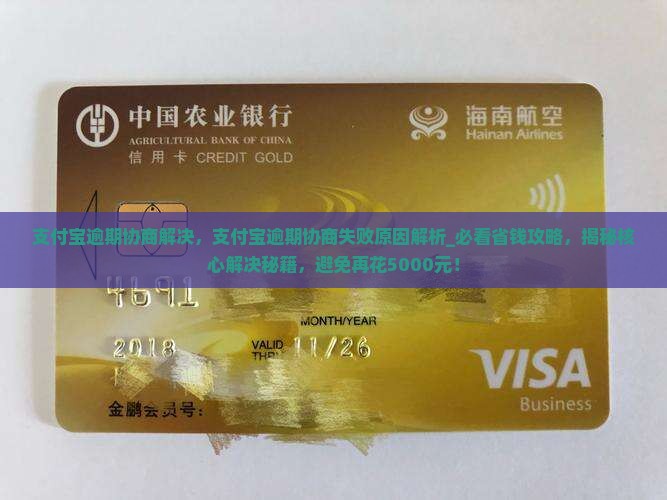 中国农业银行
AGRICULTURAL BANK OF CHINA
信用卡 CREDIT GOLD
海南航空
Hainan Airlines
支付宝逾期协商解决，支付宝逾期协商失败原因解析_必看省钱攻略，揭秘核
心解决秘籍，避免再花5000元！
4691
MONTH/YEAR
2018
VALID
THRU 11/26
VISA
Business
金鹏会员号：